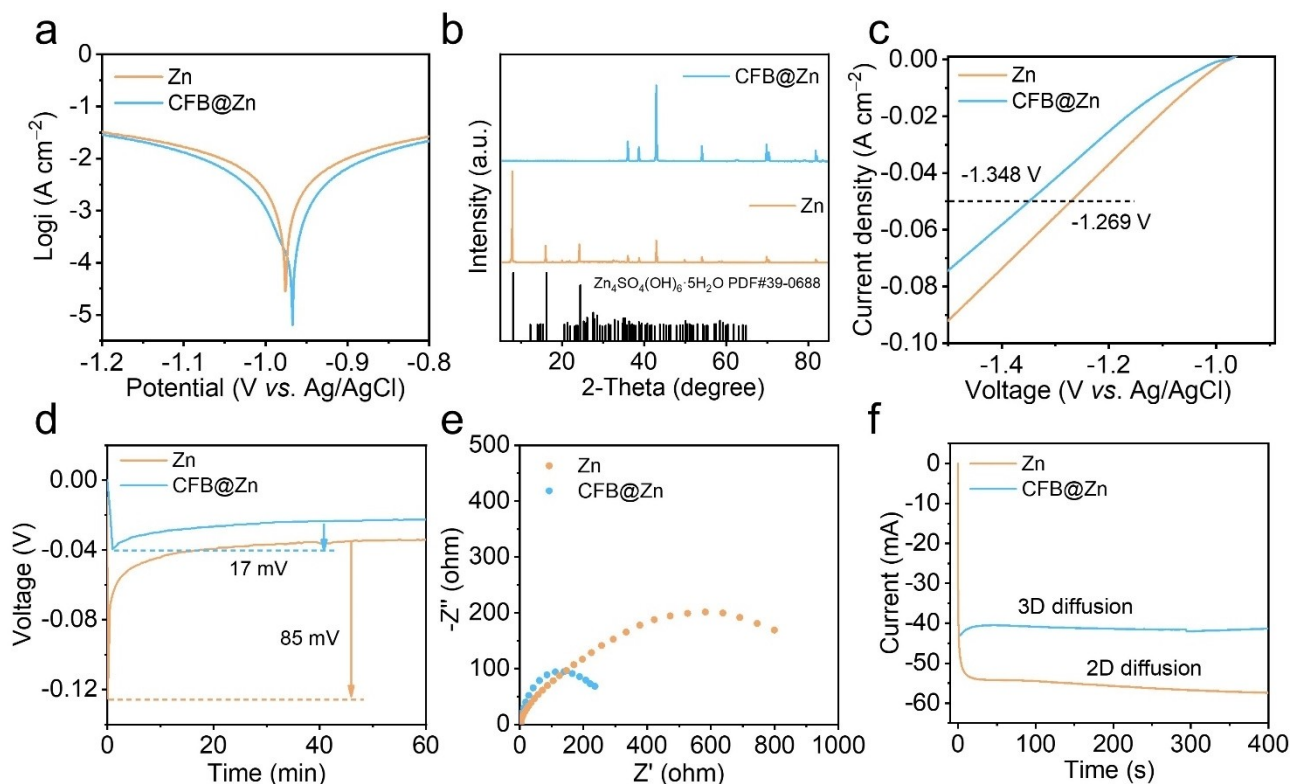 a
Zn
CFB@Zn
Logi (A cm⁻²)
0
-1
-2
-3
-4
-5
-1.2
-1.1
-1.0
-0.9
-0.8
Potential (V vs. Ag/AgCl)
b
CFB@Zn
Zn
Zn₄SO₄(OH)₆·5H₂O PDF#39-0688
Intensity (a.u.)
20
40
60
80
2-Theta (degree)
c
Zn
CFB@Zn
-1.348 V
-1.269 V
Current density (A cm⁻²)
0.00
-0.02
-0.04
-0.06
-0.08
-0.10
-1.4
-1.2
-1.0
Voltage (V vs. Ag/AgCl)
d
Zn
CFB@Zn
17 mV
85 mV
Voltage (V)
0.00
-0.04
-0.08
-0.12
0
20
40
60
Time (min)
e
Zn
CFB@Zn
-Z'' (ohm)
500
400
300
200
100
0
0
200
400
600
800
1000
Z' (ohm)
f
Zn
CFB@Zn
3D diffusion
2D diffusion
Current (mA)
0
-10
-20
-30
-40
-50
-60
0
100
200
300
400
Time (s)